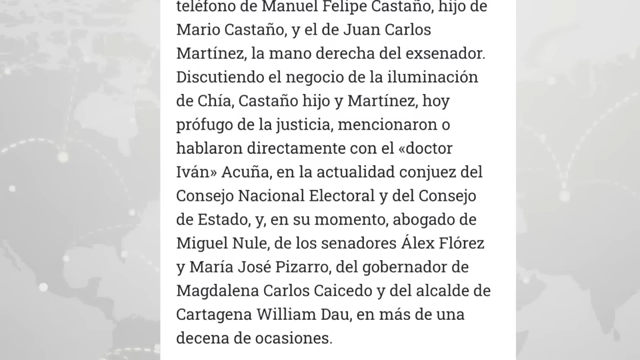 teléfono de Manuel Felipe Castaño, hijo de
Mario Castaño, y el de Juan Carlos
Martínez, la mano derecha del exsenador.
Discutiendo el negocio de la iluminación
de Chía, Castaño hijo y Martínez, hoy
prófugo de la justicia, mencionaron o
hablaron directamente con el «doctor
Iván» Acuña, en la actualidad conjuez del
Consejo Nacional Electoral y del Consejo
de Estado, y, en su momento, abogado de
Miguel Nule, de los senadores Álex Flórez
y María José Pizarro, del gobernador de
Magdalena Carlos Caicedo y del alcalde de
Cartagena William Dau, en más de una
decena de ocasiones.